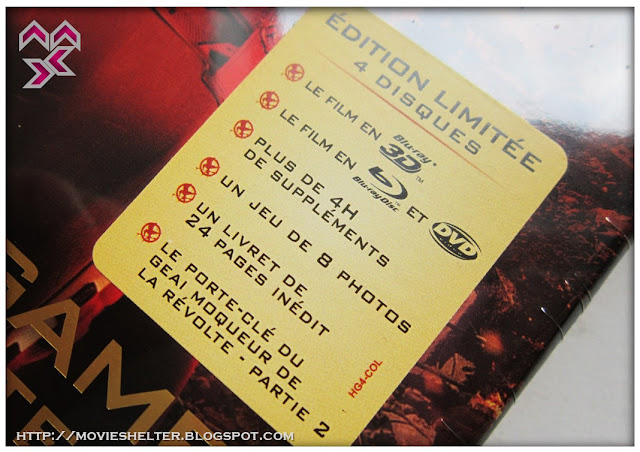 ÉDITION LIMITÉE
4 DISQUES
LE FILM EN Blu-ray 3D™
LE FILM EN Blu-ray Disc™ ET DVD
PLUS DE 4H
DE SUPPLÉMENTS
UN JEU DE 8 PHOTOS
UN LIVRET DE
24 PAGES INÉDIT
LE PORTE-CLÉ DU
GEAI MOQUEUR DE
LA RÉVOLTE - PARTIE 2
HG4-COL
GAME
HTTP://MOVIESHELTER.BLOGSPOT.COM